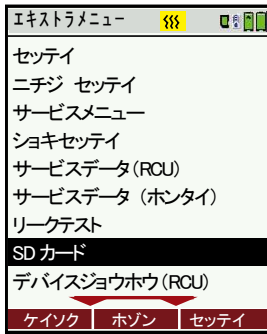 エキストラメニュー
セッテイ
ニチジ セッテイ
サービスメニュー
ショキセッテイ
サービスデータ(RCU)
サービスデータ (ホンタイ)
リークテスト
SD カード
デバイスジョウホウ(RCU)
ケイソク ホゾン セッテイ